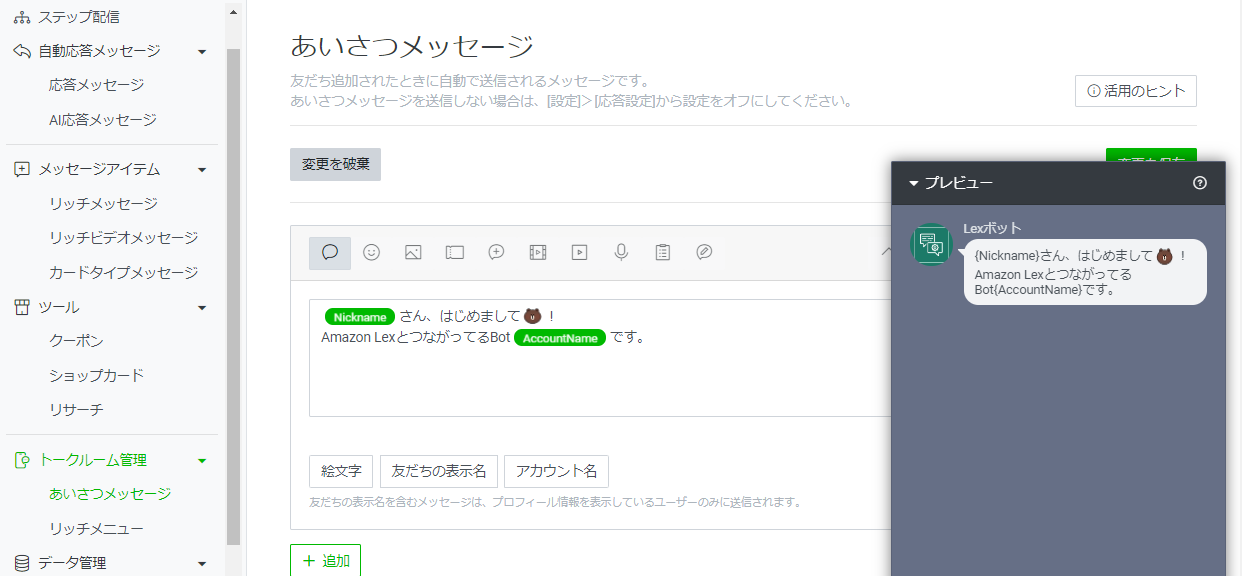 ステップ配信
自動応答メッセージ
応答メッセージ
AI応答メッセージ
メッセージアイテム
リッチメッセージ
リッチビデオメッセージ
カードタイプメッセージ
ツール
クーポン
ショップカード
リサーチ
トークルーム管理
あいさつメッセージ
リッチメニュー
データ管理
あいさつメッセージ
友だち追加されたときに自動で送信されるメッセージです。
あいさつメッセージを送信しない場合は、[設定]>[応答設定]から設定をオフにしてください。
活用のヒント
変更を破棄
変更を保存
Nickname さん、はじめまして！
Amazon LexとつながってるBot AccountName です。
絵文字 友だちの表示名 アカウント名
友だちの表示名を含むメッセージは、プロフィール情報を表示しているユーザーのみに送信されます。
+ 追加
プレビュー
Lexボット
{Nickname}さん、はじめまして！
Amazon Lexとつながってる
Bot{AccountName}です。